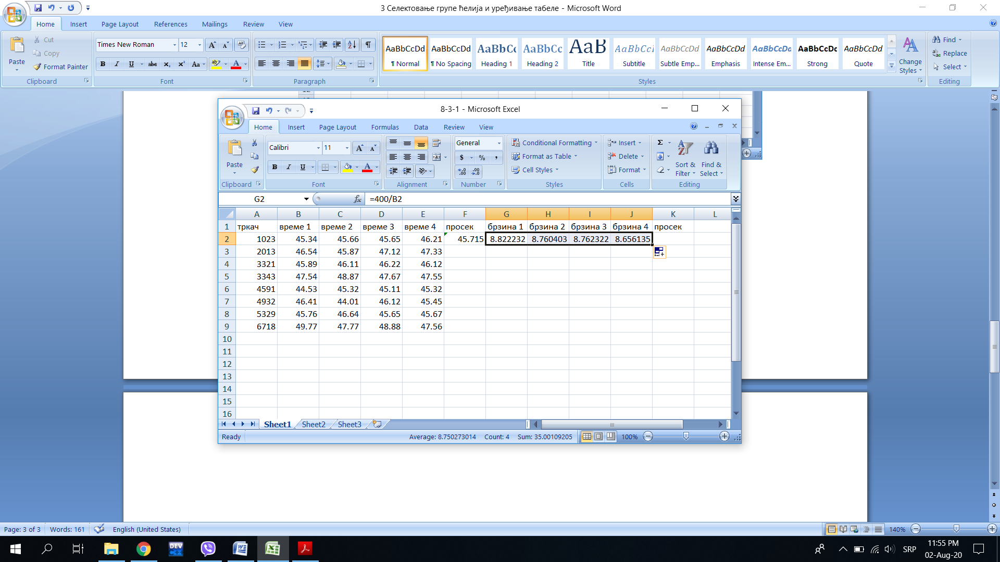 3 Селектовање групе ћелија и уређивање табеле - Microsoft Word
Home Insert Page Layout References Mailings Review View
Paste
Cut
Copy
Format Painter
Clipboard
Times New Roman 12
Font
Paragraph
AaBbCcDd AaBbCcDd AaBbCc AaBbCc AaB AaBbCcI AaBbCcDd AaBbCcDd AaBbCcDd AaBbCcDd AaBbCcDd
¶ Normal ¶ No Spacing Heading 1 Heading 2 Title Subtitle Subtle Emp... Emphasis Intense Em... Strong Quote
Change Styles
Styles
Find
Replace
Select
Editing
8-3-1 - Microsoft Excel
Home Insert Page Layout Formulas Data Review View
Paste
Clipboard
Calibri 11
Font
Alignment
General
$ % ,
Number
Conditional Formatting
Format as Table
Cell Styles
Styles
Insert
Delete
Format
Cells
Sort & Filter
Find & Select
Editing
G2 fx =400/B2
A B C D E F G H I J K L
1 тркач време 1 време 2 време 3 време 4 просек брзина 1 брзина 2 брзина 3 брзина 4 просек
2 1023 45.34 45.66 45.65 46.21 45.715 8.822232 8.760403 8.762322 8.656135
3 2013 46.54 45.87 47.12 47.33
4 3321 45.89 46.11 46.22 46.12
5 3343 47.54 48.87 47.67 47.55
6 4591 44.53 45.32 45.11 45.32
7 4932 46.41 44.01 46.12 45.45
8 5329 45.76 46.64 45.65 45.67
9 6718 49.77 47.77 48.88 47.56
10
11
12
13
14
15
16
Sheet1 Sheet2 Sheet3
Ready Average: 8.750273014 Count: 4 Sum: 35.00109205 100%
Page: 3 of 3 Words: 161 English (United States) 140%
DEV
SRP
11:55 PM
02-Aug-20